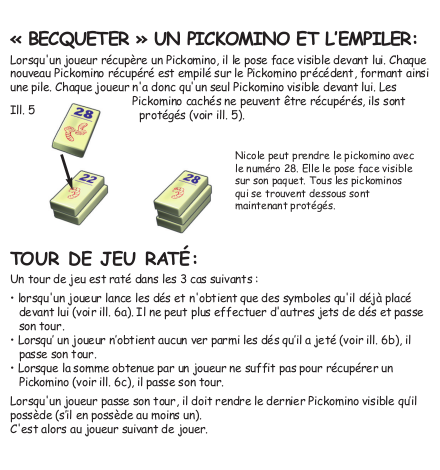 « BECQUETER » UN PICKOMINO ET L'EMPILER:
Lorsqu'un joueur récupère un Pickomino, il le pose face visible devant lui. Chaque
nouveau Pickomino récupéré est empilé sur le Pickomino précédent, formant ainsi
une pile. Chaque joueur n'a donc qu'un seul Pickomino visible devant lui. Les
Pickomino cachés ne peuvent être récupérés, ils sont
protégés (voir ill. 5).
Ill. 5
28
22
28
Nicole peut prendre le pickomino avec
le numéro 28. Elle le pose face visible
sur son paquet. Tous les pickominos
qui se trouvent dessous sont
maintenant protégés.
TOUR DE JEU RATÉ:
Un tour de jeu est raté dans les 3 cas suivants :
• lorsqu'un joueur lance les dés et n'obtient que des symboles qu'il déjà placé
devant lui (voir ill. 6a). Il ne peut plus effectuer d'autres jets de dés et passe
son tour.
• Lorsqu' un joueur n'obtient aucun ver parmi les dés qu'il a jeté (voir ill. 6b), il
passe son tour.
• Lorsque la somme obtenue par un joueur ne suffit pas pour récupérer un
Pickomino (voir ill. 6c), il passe son tour.
Lorsqu'un joueur passe son tour, il doit rendre le dernier Pickomino visible qu'il
possède (s'il en possède au moins un).
C'est alors au joueur suivant de jouer.